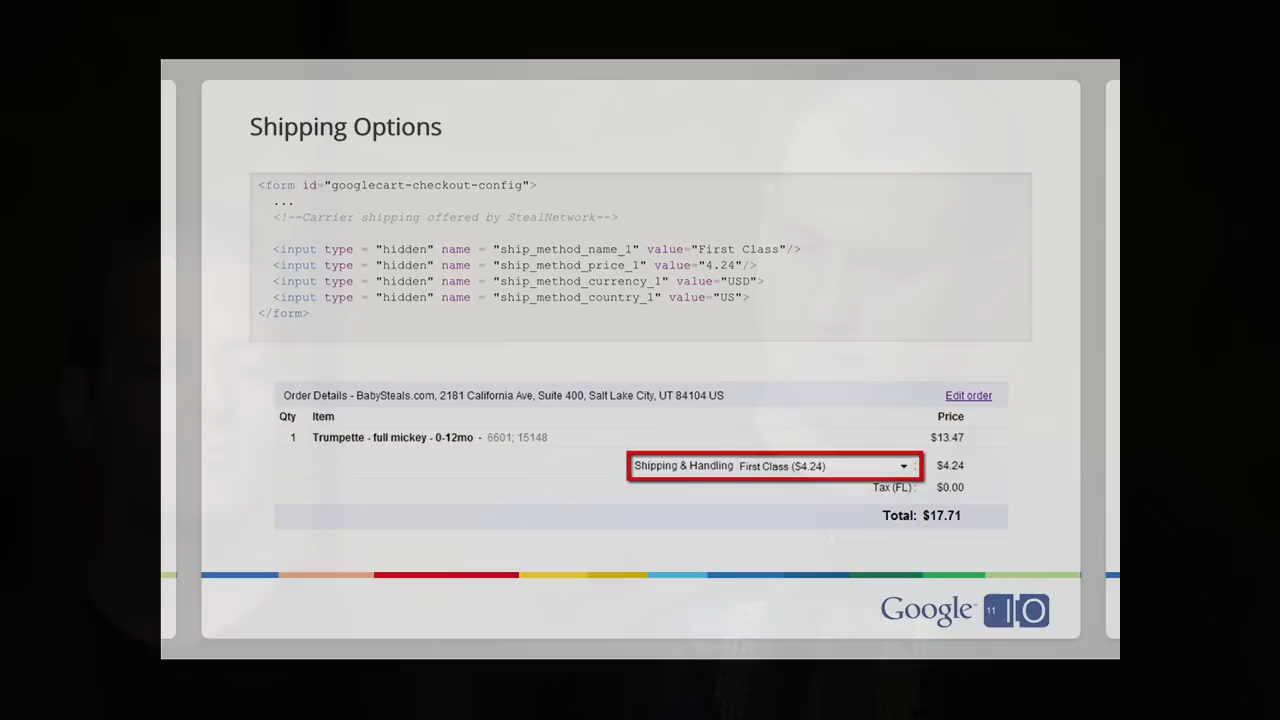 Shipping Options
<form id="googlecart-checkout-config">
...
<!--Carrier shipping offered by StealNetwork-->
<input type = "hidden" name = "ship_method_name_1" value="First Class"/>
<input type = "hidden" name = "ship_method_price_1" value="4.24"/>
<input type = "hidden" name = "ship_method_currency_1" value="USD">
<input type = "hidden" name = "ship_method_country_1" value="US">
</form>
Order Details - BabySteals.com, 2181 California Ave, Suite 400, Salt Lake City, UT 84104 US Edit order
Qty Item Price
1 Trumpette - full mickey - 0-12mo - 6601; 15148 $13.47
Shipping & Handling First Class ($4.24) : $4.24
Tax (FL) : $0.00
Total: $17.71
Google 11 IO